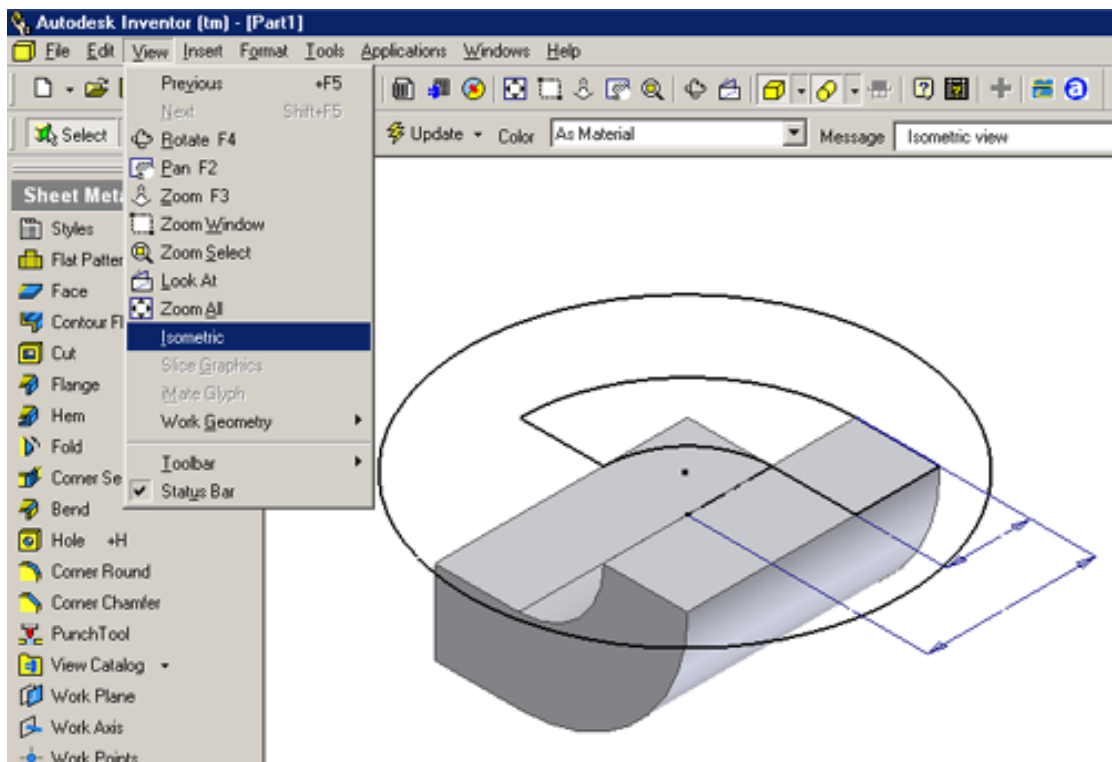 Autodesk Inventor (tm) - [Part1]
File Edit View Insert Format Tools Applications Windows Help
Select
Update Color As Material Message Isometric view
Previous +F5
Next Shift+F5
Rotate F4
Pan F2
Zoom F3
Zoom Window
Zoom Select
Look At
Zoom All
Isometric
Slice Graphics
iMate Glyph
Work Geometry
Toolbar
Status Bar
Sheet Meta
Styles
Flat Patter
Face
Contour Fl
Cut
Flange
Hem
Fold
Corner Se
Bend
Hole +H
Corner Round
Corner Chamfer
PunchTool
View Catalog
Work Plane
Work Axis
Work Points